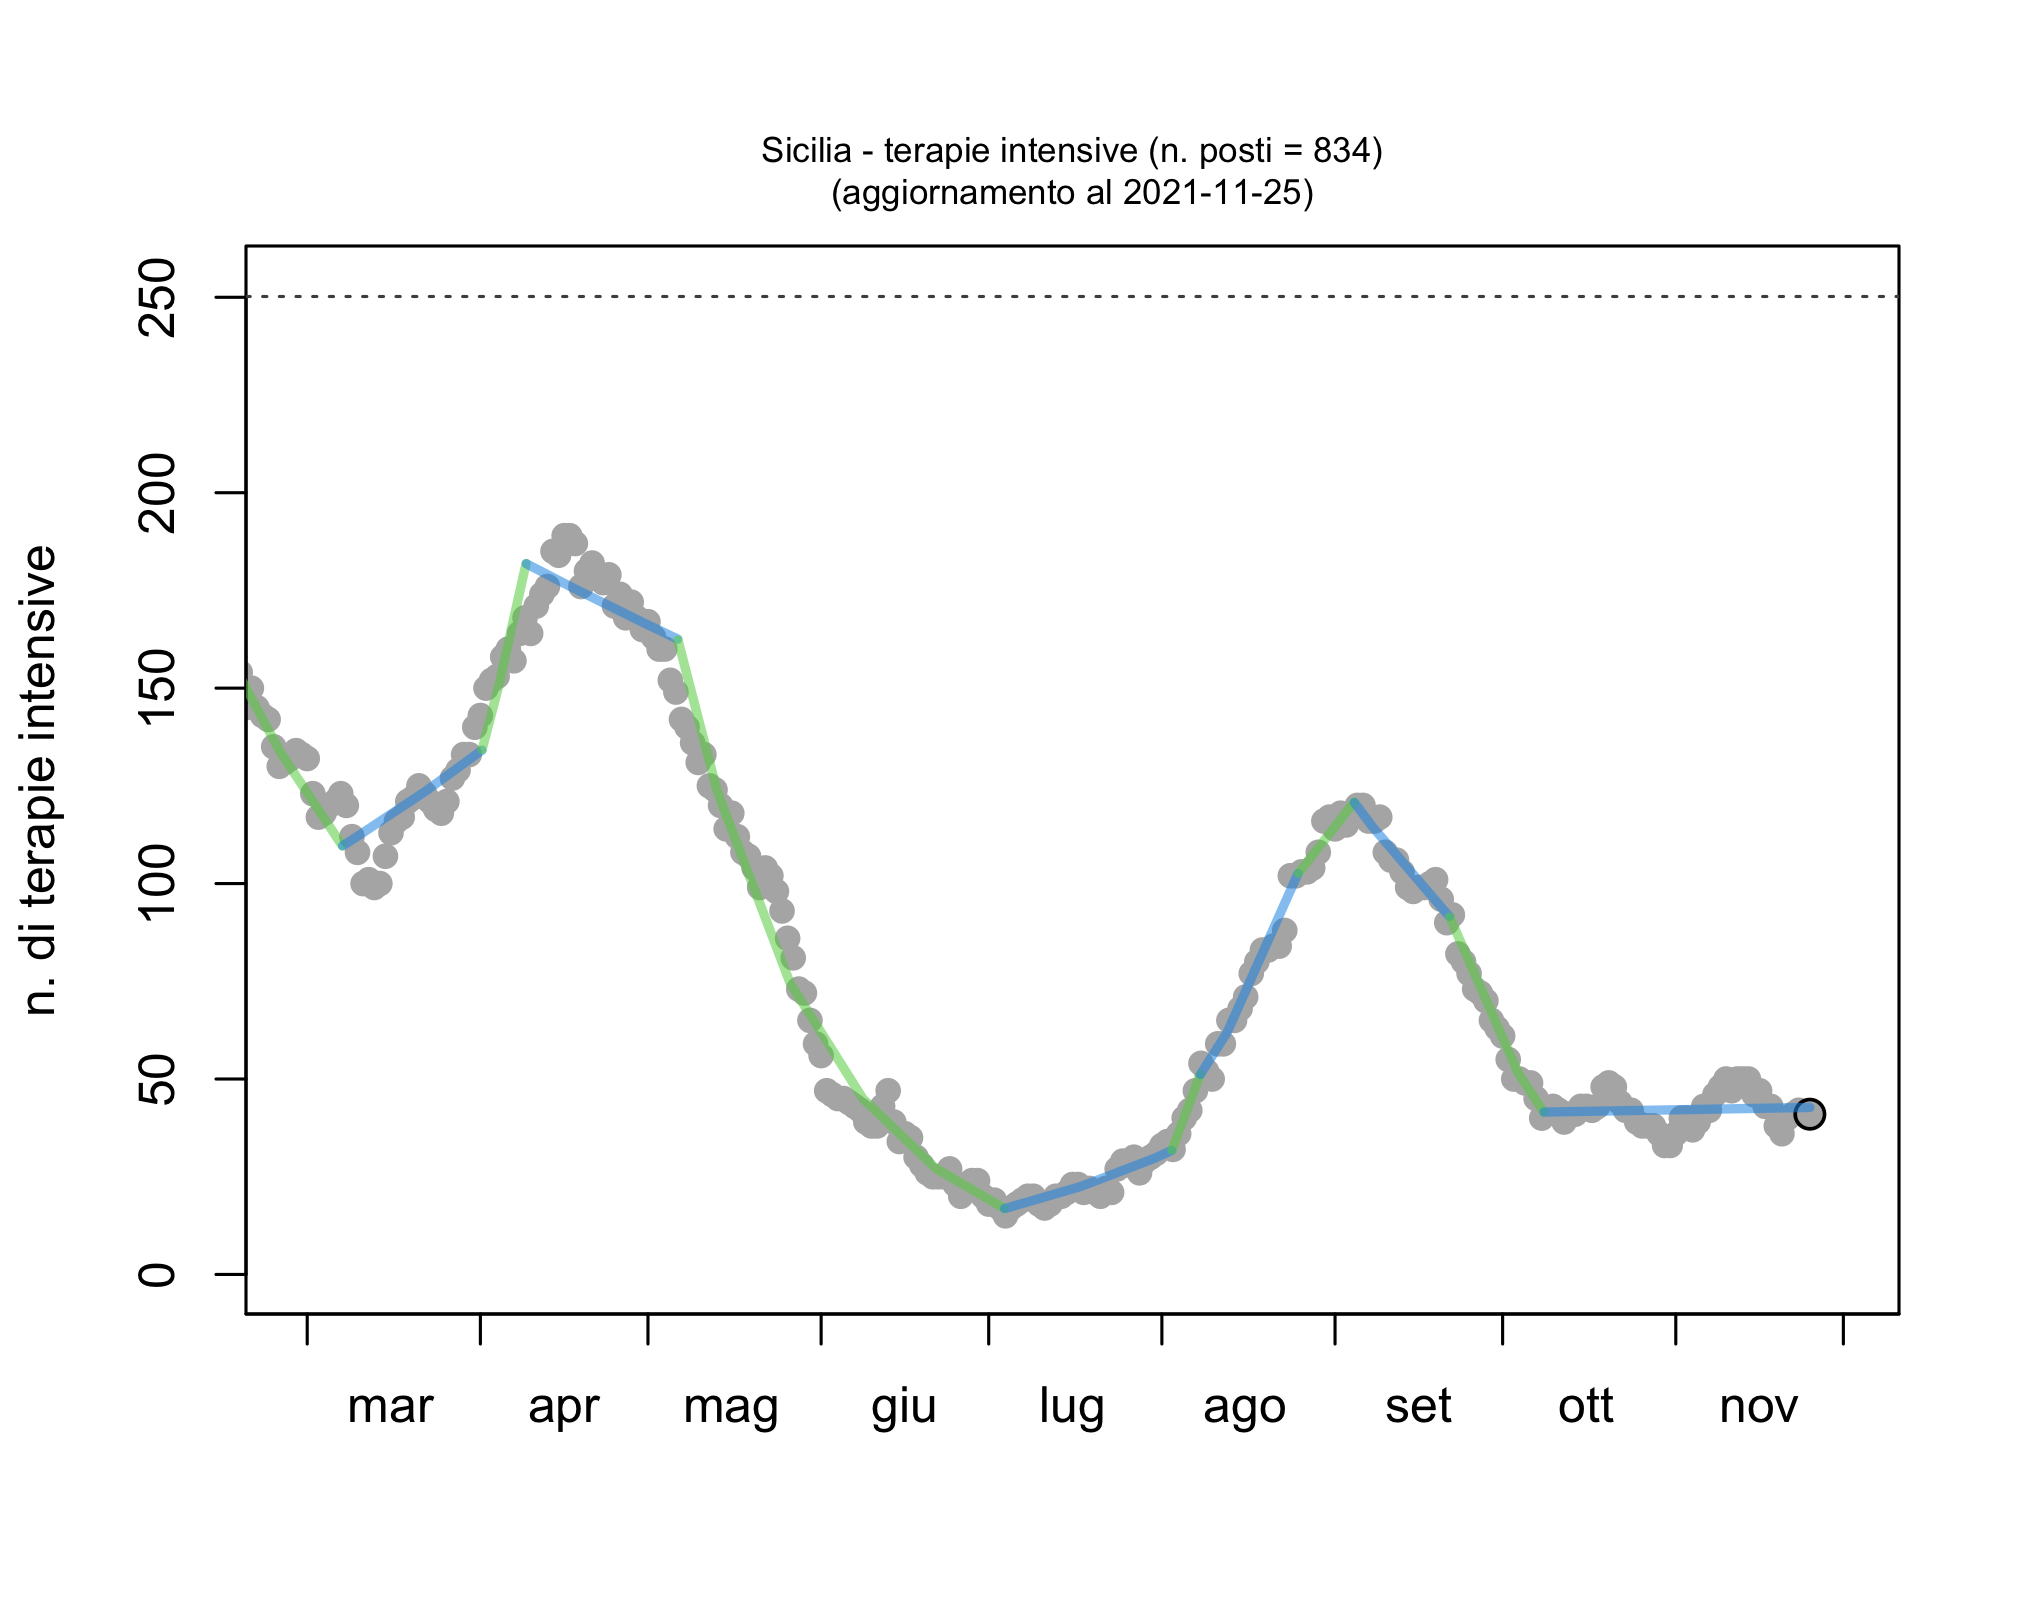 Sicilia - terapie intensive (n. posti = 834)
(aggiornamento al 2021-11-25)
n. di terapie intensive
250
200
150
100
50
0
mar apr mag giu lug ago set ott nov